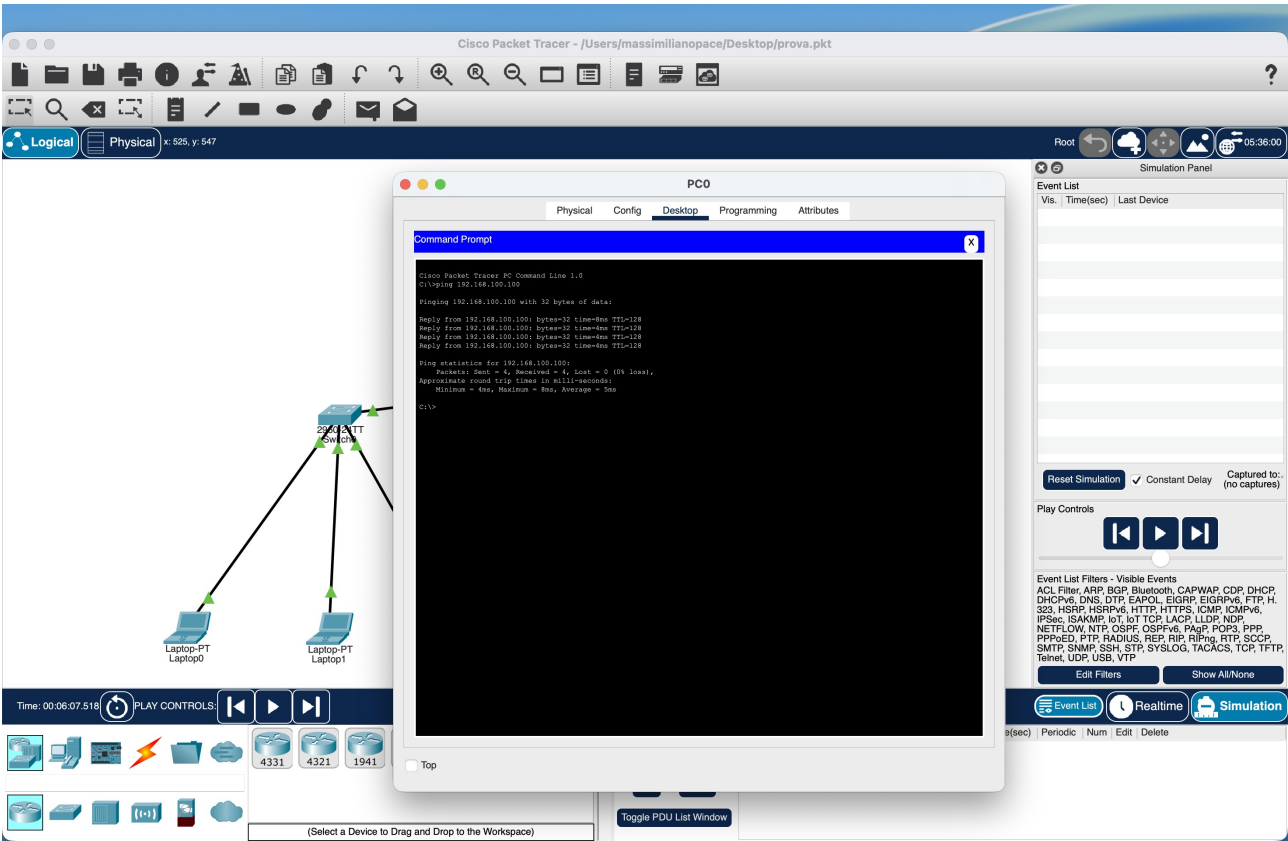 Cisco Packet Tracer - /Users/massimilianopace/Desktop/prova.pkt
?
Logical
Physical
x: 525, y: 547
Root
05:36:00
PC0
Physical Config Desktop Programming Attributes
Command Prompt
X
Cisco Packet Tracer PC Command Line 1.0
C:\>ping 192.168.100.100
Pinging 192.168.100.100 with 32 bytes of data:
Reply from 192.168.100.100: bytes=32 time=8ms TTL=128
Reply from 192.168.100.100: bytes=32 time=4ms TTL=128
Reply from 192.168.100.100: bytes=32 time=4ms TTL=128
Reply from 192.168.100.100: bytes=32 time=4ms TTL=128
Ping statistics for 192.168.100.100:
Packets: Sent = 4, Received = 4, Lost = 0 (0% loss),
Approximate round trip times in milli-seconds:
Minimum = 4ms, Maximum = 8ms, Average = 5ms
C:\>
Top
Laptop-PT
Laptop0
Laptop-PT
Laptop1
Simulation Panel
Event List
Vis. Time(sec) Last Device
Reset Simulation
Constant Delay
Captured to:
(no captures)
Play Controls
Event List Filters - Visible Events
ACL Filter, ARP, BGP, Bluetooth, CAPWAP, CDP, DHCP,
DHCPv6, DNS, DTP, EAPOL, EIGRP, EIGRPv6, FTP, H.
323, HSRP, HSRPv6, HTTP, HTTPS, ICMP, ICMPv6,
IPSec, ISAKMP, IoT, IoT TCP, LACP, LLDP, NDP,
NETFLOW, NTP, OSPF, OSPFv6, PAgP, POP3, PPP,
PPPoED, PTP, RADIUS, REP, RIP, RIPng, RTP, SCCP,
SMTP, SNMP, SSH, STP, SYSLOG, TACACS, TCP, TFTP,
Telnet, UDP, USB, VTP
Edit Filters
Show All/None
Time: 00:06:07.518
PLAY CONTROLS:
Event List
Realtime
Simulation
4331
4321
1941
(Select a Device to Drag and Drop to the Workspace)
Toggle PDU List Window
Periodic Num Edit Delete